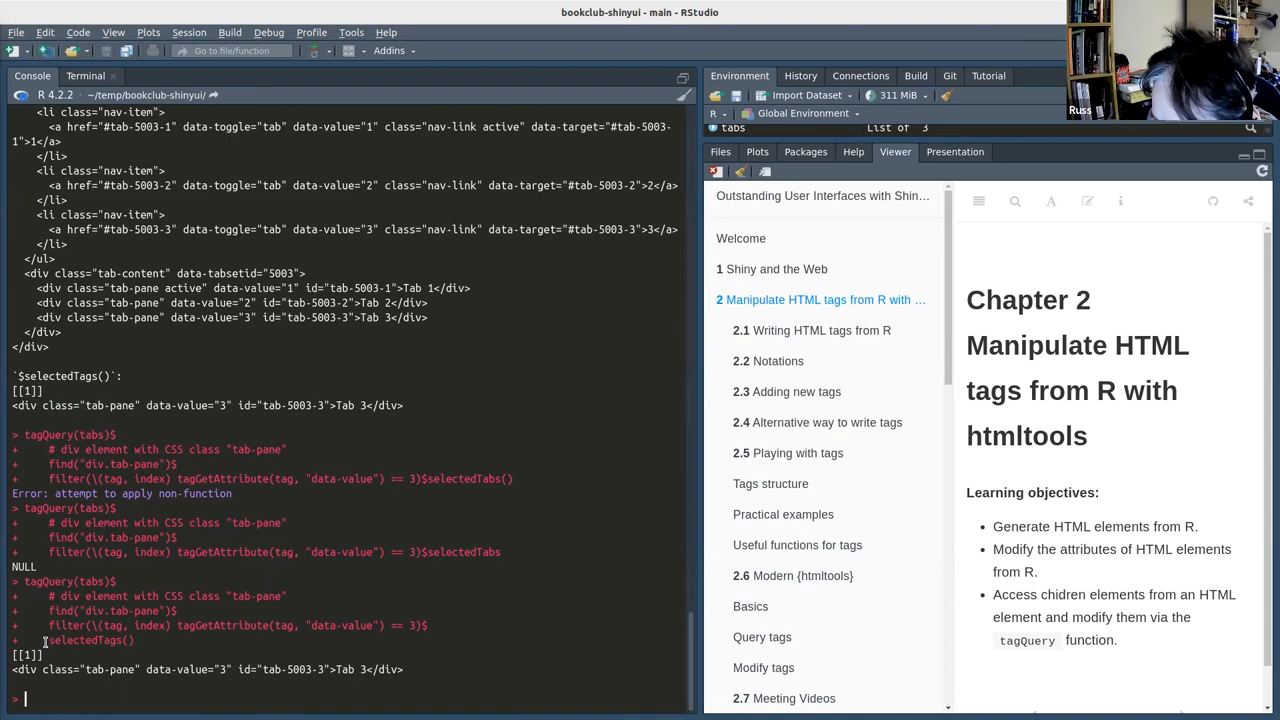 bookclub-shinyui - main - RStudio
File Edit Code View Plots Session Build Debug Profile Tools Help
Go to file/function Addins
Console Terminal
R 4.2.2 · ~/temp/bookclub-shinyui/
<li class="nav-item">
<a href="#tab-5003-1" data-toggle="tab" data-value="1" class="nav-link active" data-target="#tab-5003-
1">1</a>
</li>
<li class="nav-item">
<a href="#tab-5003-2" data-toggle="tab" data-value="2" class="nav-link" data-target="#tab-5003-2">2</a>
</li>
<li class="nav-item">
<a href="#tab-5003-3" data-toggle="tab" data-value="3" class="nav-link" data-target="#tab-5003-3">3</a>
</li>
</ul>
<div class="tab-content" data-tabsetid="5003">
<div class="tab-pane active" data-value="1" id="tab-5003-1">Tab 1</div>
<div class="tab-pane" data-value="2" id="tab-5003-2">Tab 2</div>
<div class="tab-pane" data-value="3" id="tab-5003-3">Tab 3</div>
</div>
</div>
`$selectedTags()`:
[[1]]
<div class="tab-pane" data-value="3" id="tab-5003-3">Tab 3</div>
> tagQuery(tabs)$
+ # div element with CSS class "tab-pane"
+ find("div.tab-pane")$
+ filter(\(tag, index) tagGetAttribute(tag, "data-value") == 3)$selectedTabs()
Error: attempt to apply non-function
> tagQuery(tabs)$
+ # div element with CSS class "tab-pane"
+ find("div.tab-pane")$
+ filter(\(tag, index) tagGetAttribute(tag, "data-value") == 3)$selectedTabs
NULL
> tagQuery(tabs)$
+ # div element with CSS class "tab-pane"
+ find("div.tab-pane")$
+ filter(\(tag, index) tagGetAttribute(tag, "data-value") == 3)$
+ selectedTags()
[[1]]
<div class="tab-pane" data-value="3" id="tab-5003-3">Tab 3</div>
>
Environment History Connections Build Git Tutorial
Import Dataset 311 MiB
R Global Environment
tabs List of 3
Russ
Files Plots Packages Help Viewer Presentation
Outstanding User Interfaces with Shin…
Welcome
1 Shiny and the Web
2 Manipulate HTML tags from R with …
2.1 Writing HTML tags from R
2.2 Notations
2.3 Adding new tags
2.4 Alternative way to write tags
2.5 Playing with tags
Tags structure
Practical examples
Useful functions for tags
2.6 Modern {htmltools}
Basics
Query tags
Modify tags
2.7 Meeting Videos
Chapter 2
Manipulate HTML
tags from R with
htmltools
Learning objectives:
• Generate HTML elements from R.
• Modify the attributes of HTML elements
from R.
• Access chidren elements from an HTML
element and modify them via the
tagQuery function.